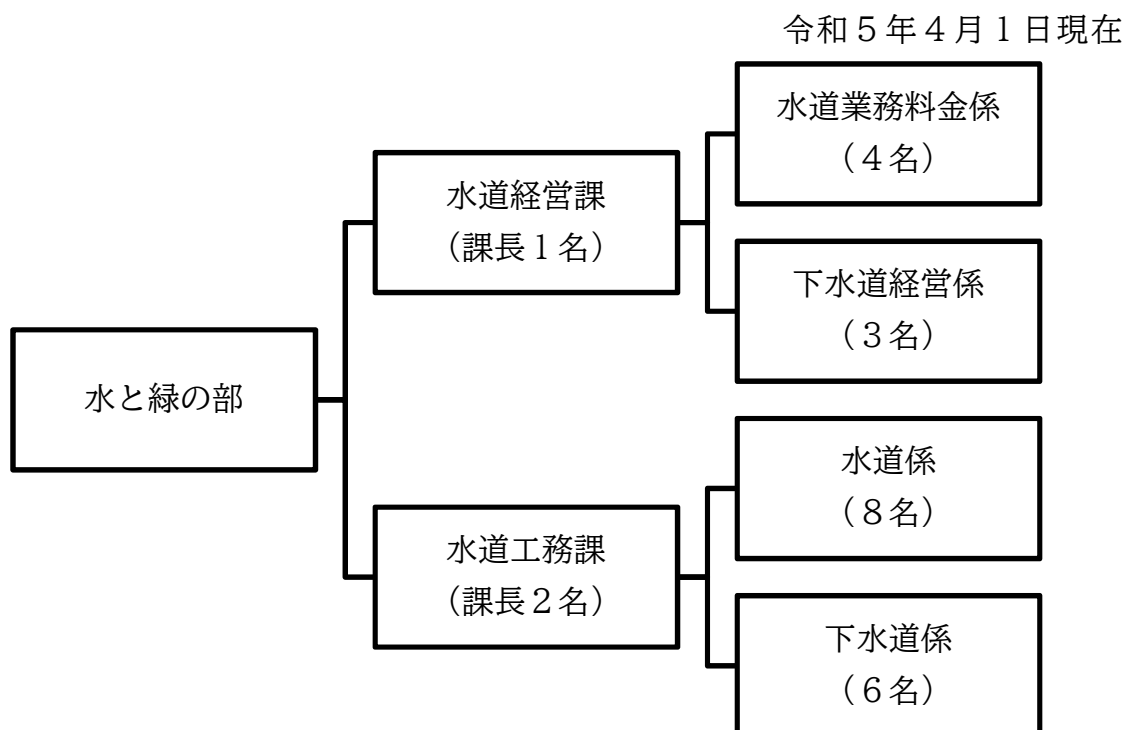 令和５年４月１日現在
水道業務料金係
（４名）
水道経営課
（課長１名）
下水道経営係
（３名）
水と緑の部
水道係
（８名）
水道工務課
（課長２名）
下水道係
（６名）